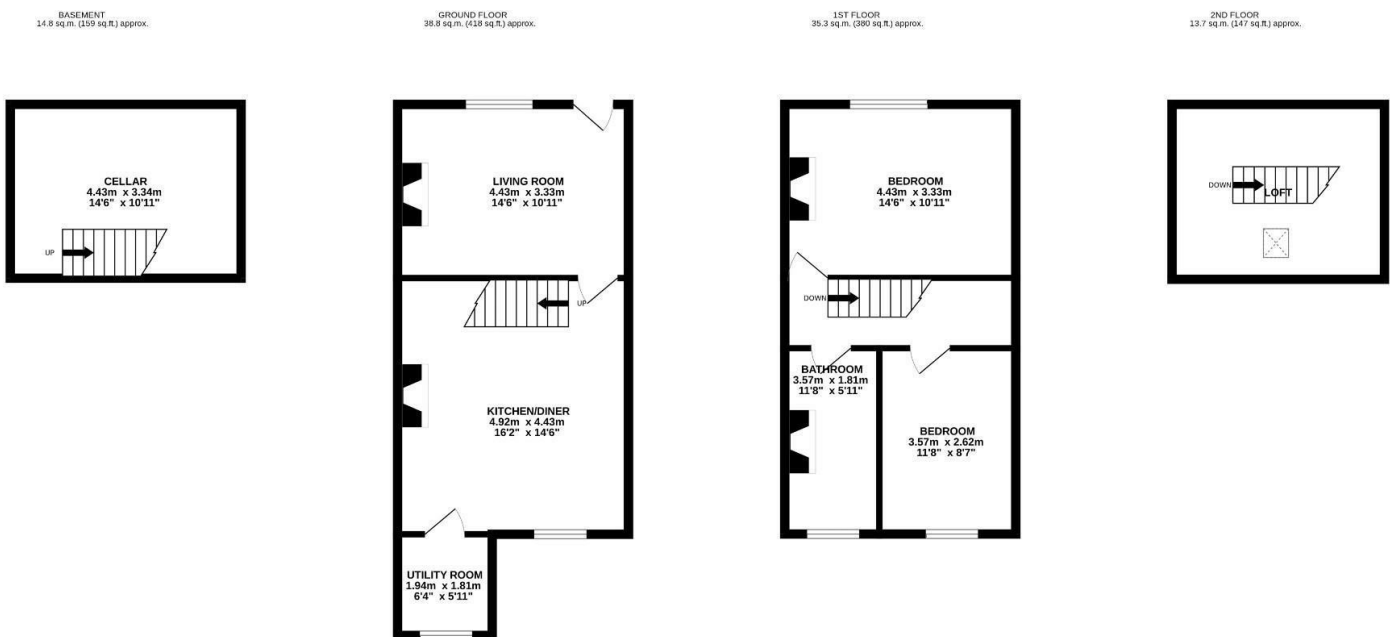 BASEMENT
14.8 sq.m. (159 sq.ft.) approx.
GROUND FLOOR
38.8 sq.m. (418 sq.ft.) approx.
1ST FLOOR
35.3 sq.m. (380 sq.ft.) approx.
2ND FLOOR
13.7 sq.m. (147 sq.ft.) approx.
CELLAR
4.43m x 3.34m
14'6" x 10'11"
UP
LIVING ROOM
4.43m x 3.33m
14'6" x 10'11"
UP
KITCHEN/DINER
4.92m x 4.43m
16'2" x 14'6"
UTILITY ROOM
1.94m x 1.81m
6'4" x 5'11"
BEDROOM
4.43m x 3.33m
14'6" x 10'11"
DOWN
BATHROOM
3.57m x 1.81m
11'8" x 5'11"
BEDROOM
3.57m x 2.62m
11'8" x 8'7"
DOWN
LOFT